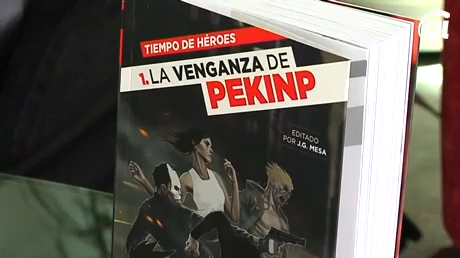 TIEMPO DE HÉROES
1. LA VENGANZA DE
PEKINP
EDITADO
POR J.G. MESA